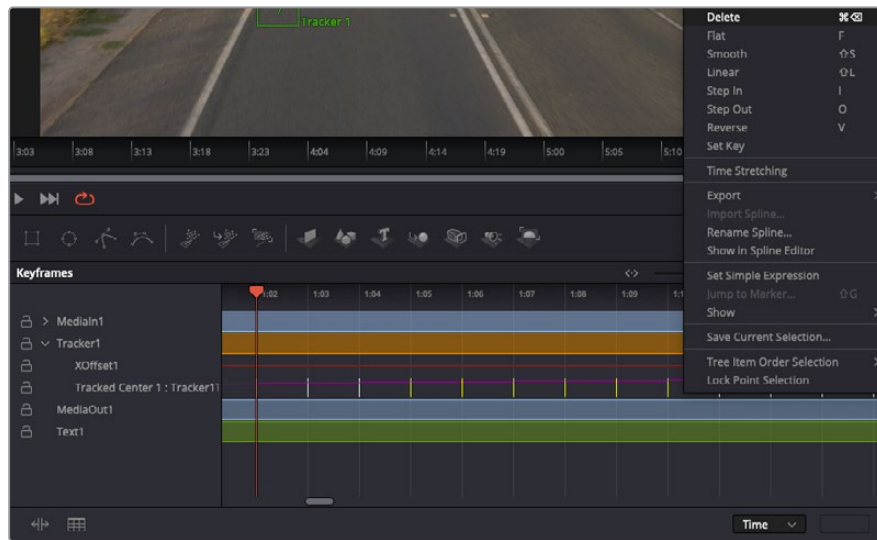 Tracker 1
Delete ⌘⌫
Flat F
Smooth ⇧S
Linear ⇧L
Step In I
Step Out O
Reverse V
Set Key
Time Stretching
Export >
Import Spline...
Rename Spline...
Show in Spline Editor
Set Simple Expression
Jump to Marker... ⇧G
Show >
Save Current Selection...
Tree Item Order Selection >
Lock Point Selection
3:03 3:08 3:13 3:18 3:23 4:04 4:09 4:14 4:19 5:00 5:05 5:10
Keyframes
1:02 1:03 1:04 1:05 1:06 1:07 1:08 1:09
> MediaIn1
Tracker1
XOffset1
Tracked Center 1 : Tracker1
MediaOut1
Text1
Time